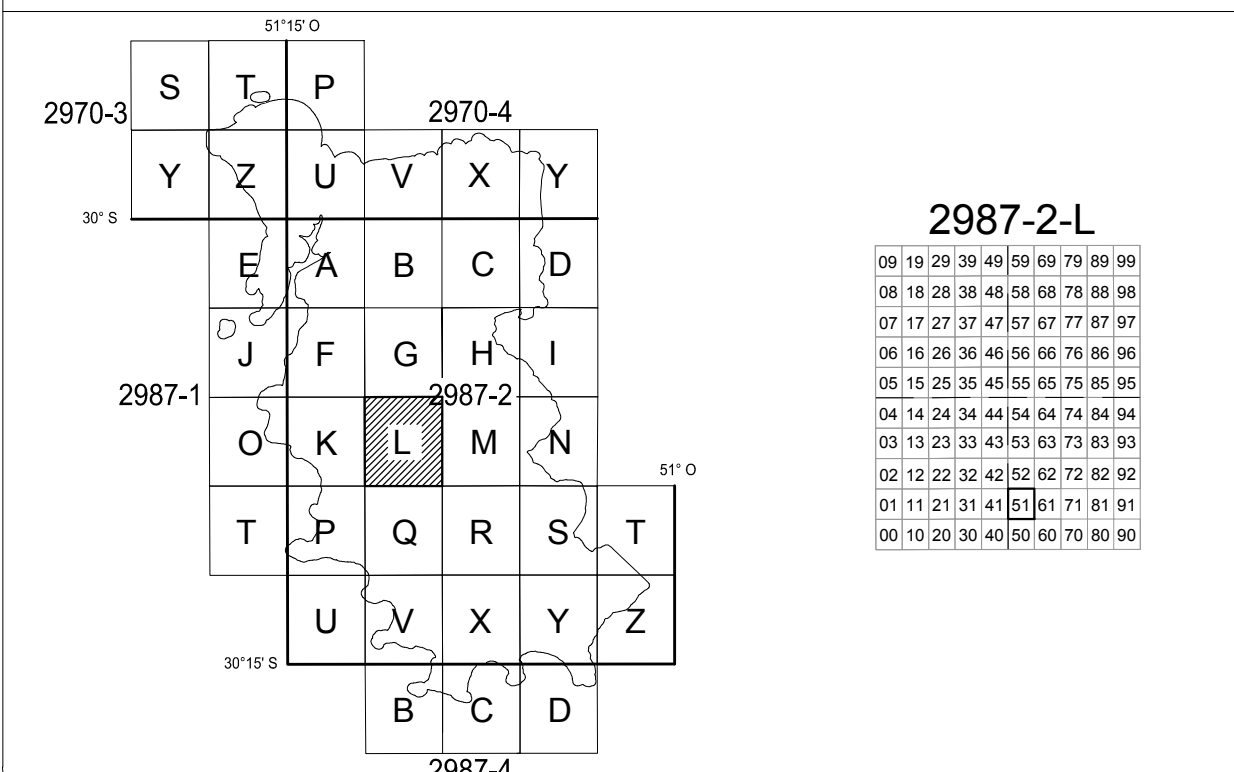 51°15' O
S T P
2970-3
2970-4
Y Z U V X Y
30° S
E A B C D
J F G H I
2987-1
2987-2
O K L M N
51° O
T P Q R S T
U V X Y Z
30°15' S
B C D
2987-4
2987-2-L
09 19 29 39 49 59 69 79 89 99
08 18 28 38 48 58 68 78 88 98
07 17 27 37 47 57 67 77 87 97
06 16 26 36 46 56 66 76 86 96
05 15 25 35 45 55 65 75 85 95
04 14 24 34 44 54 64 74 84 94
03 13 23 33 43 53 63 73 83 93
02 12 22 32 42 52 62 72 82 92
01 11 21 31 41 51 61 71 81 91
00 10 20 30 40 50 60 70 80 90